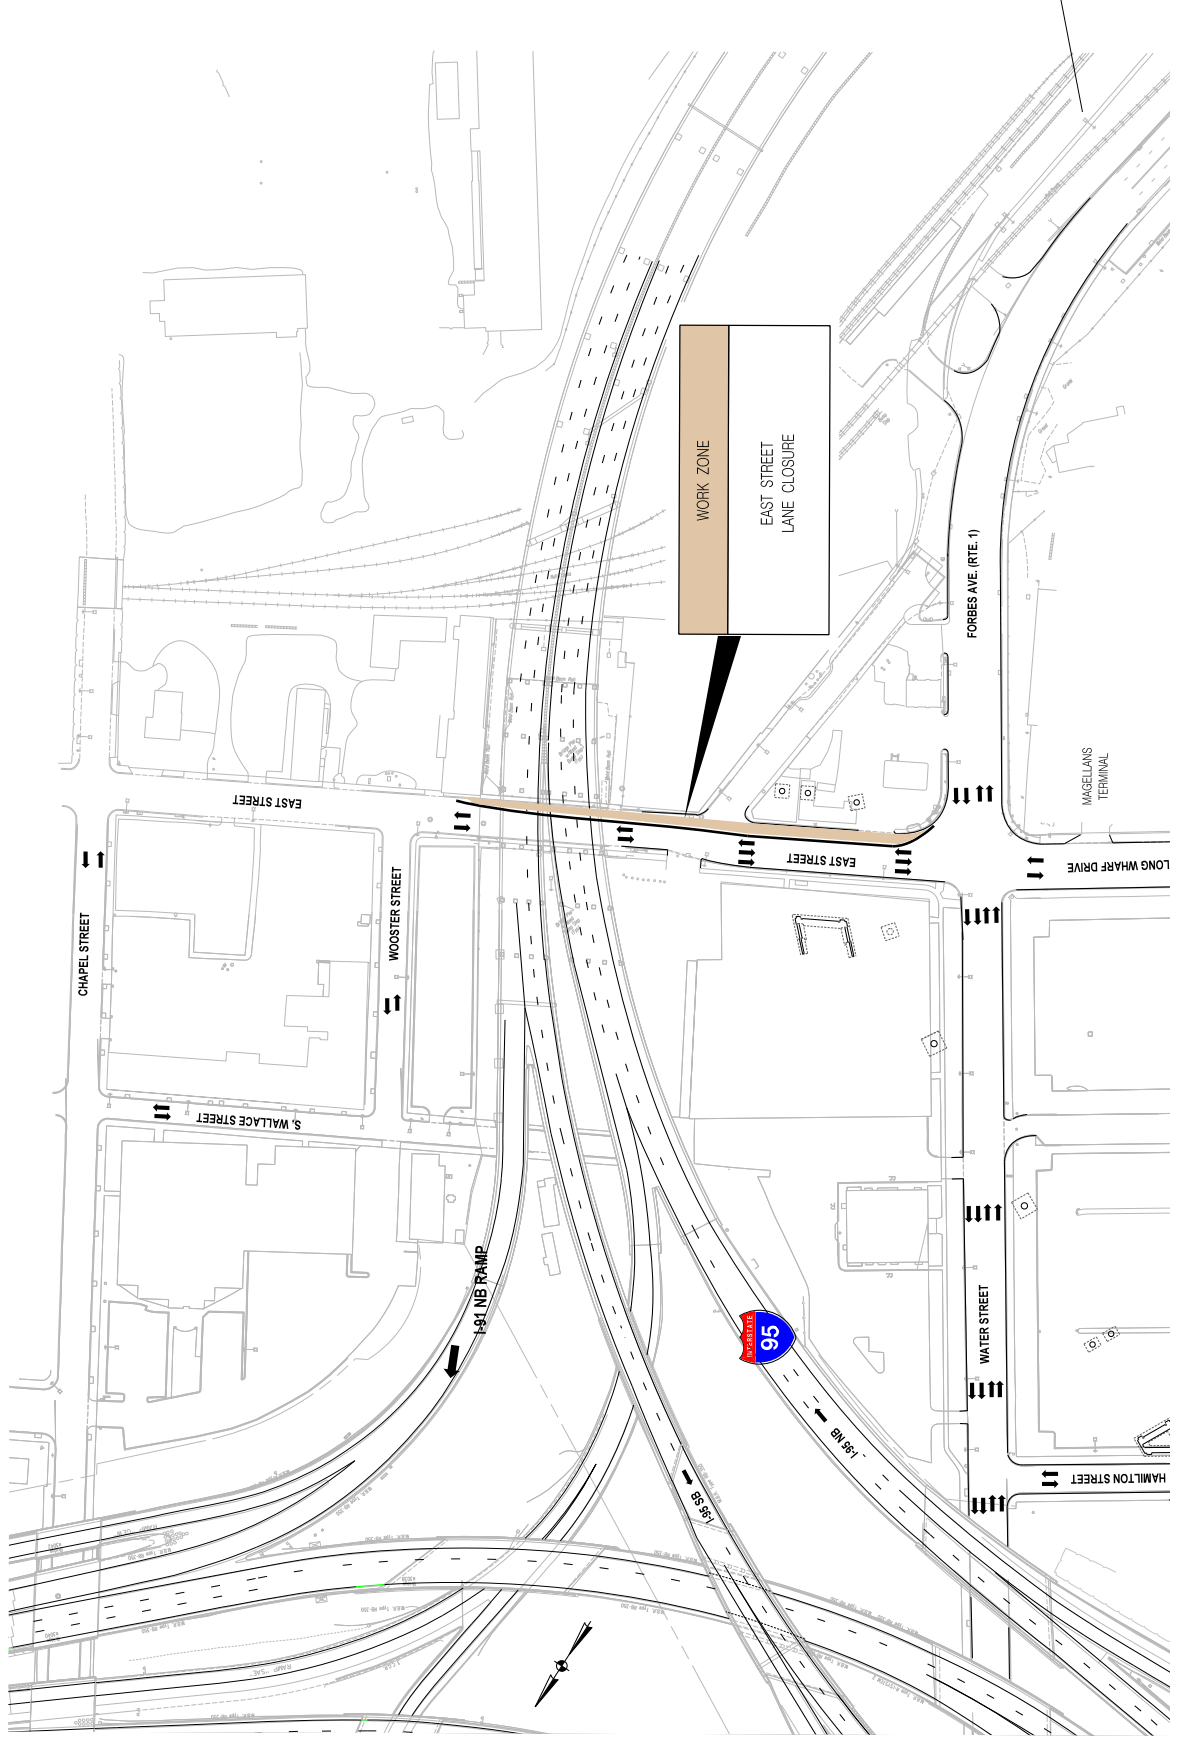 WORK ZONE
EAST STREET
LANE CLOSURE
FORBES AVE. (RTE. 1)
MAGELLANS
TERMINAL
EAST STREET
EAST STREET
LONG WHARF DRIVE
CHAPEL STREET
WOOSTER STREET
S. WALLACE STREET
I-91 NB RAMP
INTERSTATE
95
WATER STREET
I-95 NB
I-95 SB
HAMILTON STREET
RAMP "SAE"